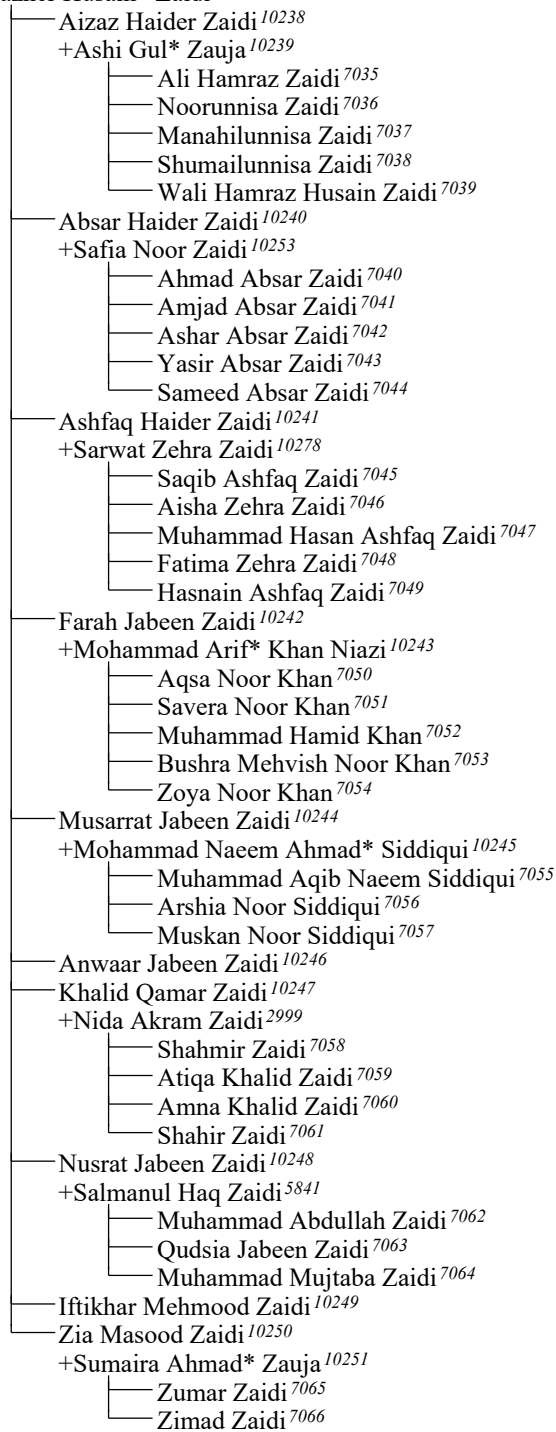 Aizaz Haider Zaidi 10238
+Ashi Gul* Zauja 10239
Ali Hamraz Zaidi 7035
Noorunnisa Zaidi 7036
Manahilunnisa Zaidi 7037
Shumailunnisa Zaidi 7038
Wali Hamraz Husain Zaidi 7039
Absar Haider Zaidi 10240
+Safia Noor Zaidi 10253
Ahmad Absar Zaidi 7040
Amjad Absar Zaidi 7041
Ashar Absar Zaidi 7042
Yasir Absar Zaidi 7043
Sameed Absar Zaidi 7044
Ashfaq Haider Zaidi 10241
+Sarwat Zehra Zaidi 10278
Saqib Ashfaq Zaidi 7045
Aisha Zehra Zaidi 7046
Muhammad Hasan Ashfaq Zaidi 7047
Fatima Zehra Zaidi 7048
Hasnain Ashfaq Zaidi 7049
Farah Jabeen Zaidi 10242
+Mohammad Arif* Khan Niazi 10243
Aqsa Noor Khan 7050
Savera Noor Khan 7051
Muhammad Hamid Khan 7052
Bushra Mehvish Noor Khan 7053
Zoya Noor Khan 7054
Musarrat Jabeen Zaidi 10244
+Mohammad Naeem Ahmad* Siddiqui 10245
Muhammad Aqib Naeem Siddiqui 7055
Arshia Noor Siddiqui 7056
Muskan Noor Siddiqui 7057
Anwaar Jabeen Zaidi 10246
Khalid Qamar Zaidi 10247
+Nida Akram Zaidi 2999
Shahmir Zaidi 7058
Atiqa Khalid Zaidi 7059
Amna Khalid Zaidi 7060
Shahir Zaidi 7061
Nusrat Jabeen Zaidi 10248
+Salmanul Haq Zaidi 5841
Muhammad Abdullah Zaidi 7062
Qudsia Jabeen Zaidi 7063
Muhammad Mujtaba Zaidi 7064
Iftikhar Mehmood Zaidi 10249
Zia Masood Zaidi 10250
+Sumaira Ahmad* Zauja 10251
Zumar Zaidi 7065
Zimad Zaidi 7066